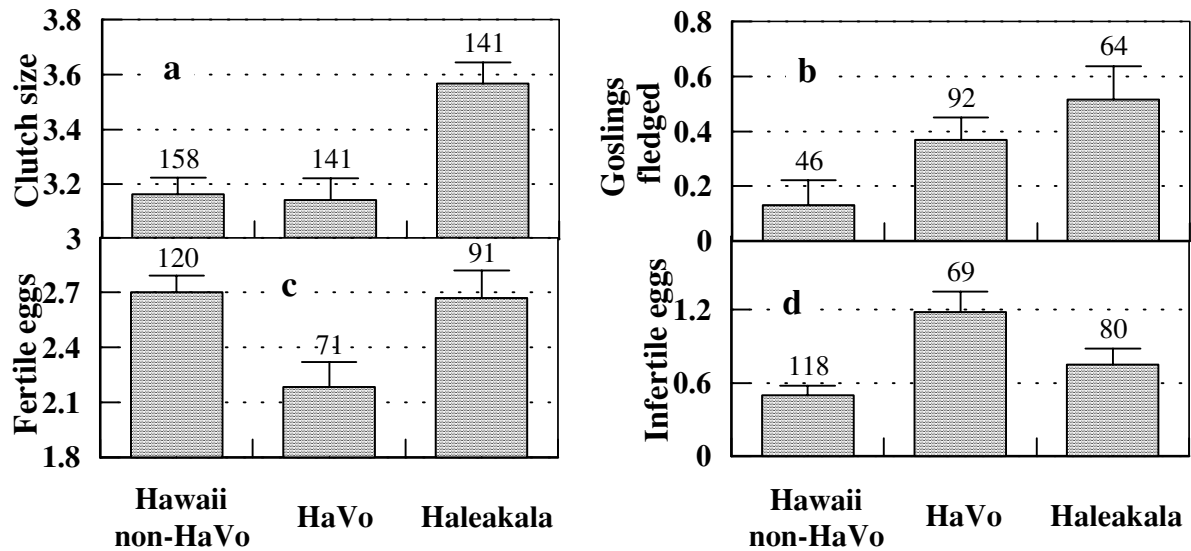 3.8
3.6
3.4
3.2
3
Clutch size
a
158
141
141
0.8
0.6
0.4
0.2
0
Goslings
fledged
b
46
92
64
2.7
2.4
2.1
1.8
Fertile eggs
c
120
71
91
1.2
0.6
0
Infertile eggs
d
118
69
80
Hawaii
non-HaVo
HaVo
Haleakala
Hawaii
non-HaVo
HaVo
Haleakala